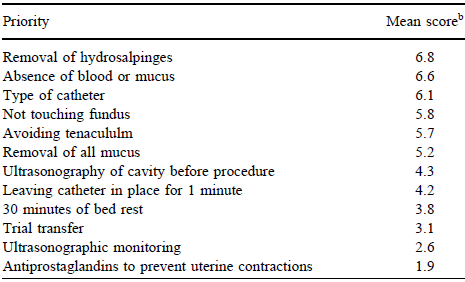 Priority Mean scoreb
Removal of hydrosalpinges 6.8
Absence of blood or mucus 6.6
Type of catheter 6.1
Not touching fundus 5.8
Avoiding tenacululm 5.7
Removal of all mucus 5.2
Ultrasonography of cavity before procedure 4.3
Leaving catheter in place for 1 minute 4.2
30 minutes of bed rest 3.8
Trial transfer 3.1
Ultrasonographic monitoring 2.6
Antiprostaglandins to prevent uterine contractions 1.9